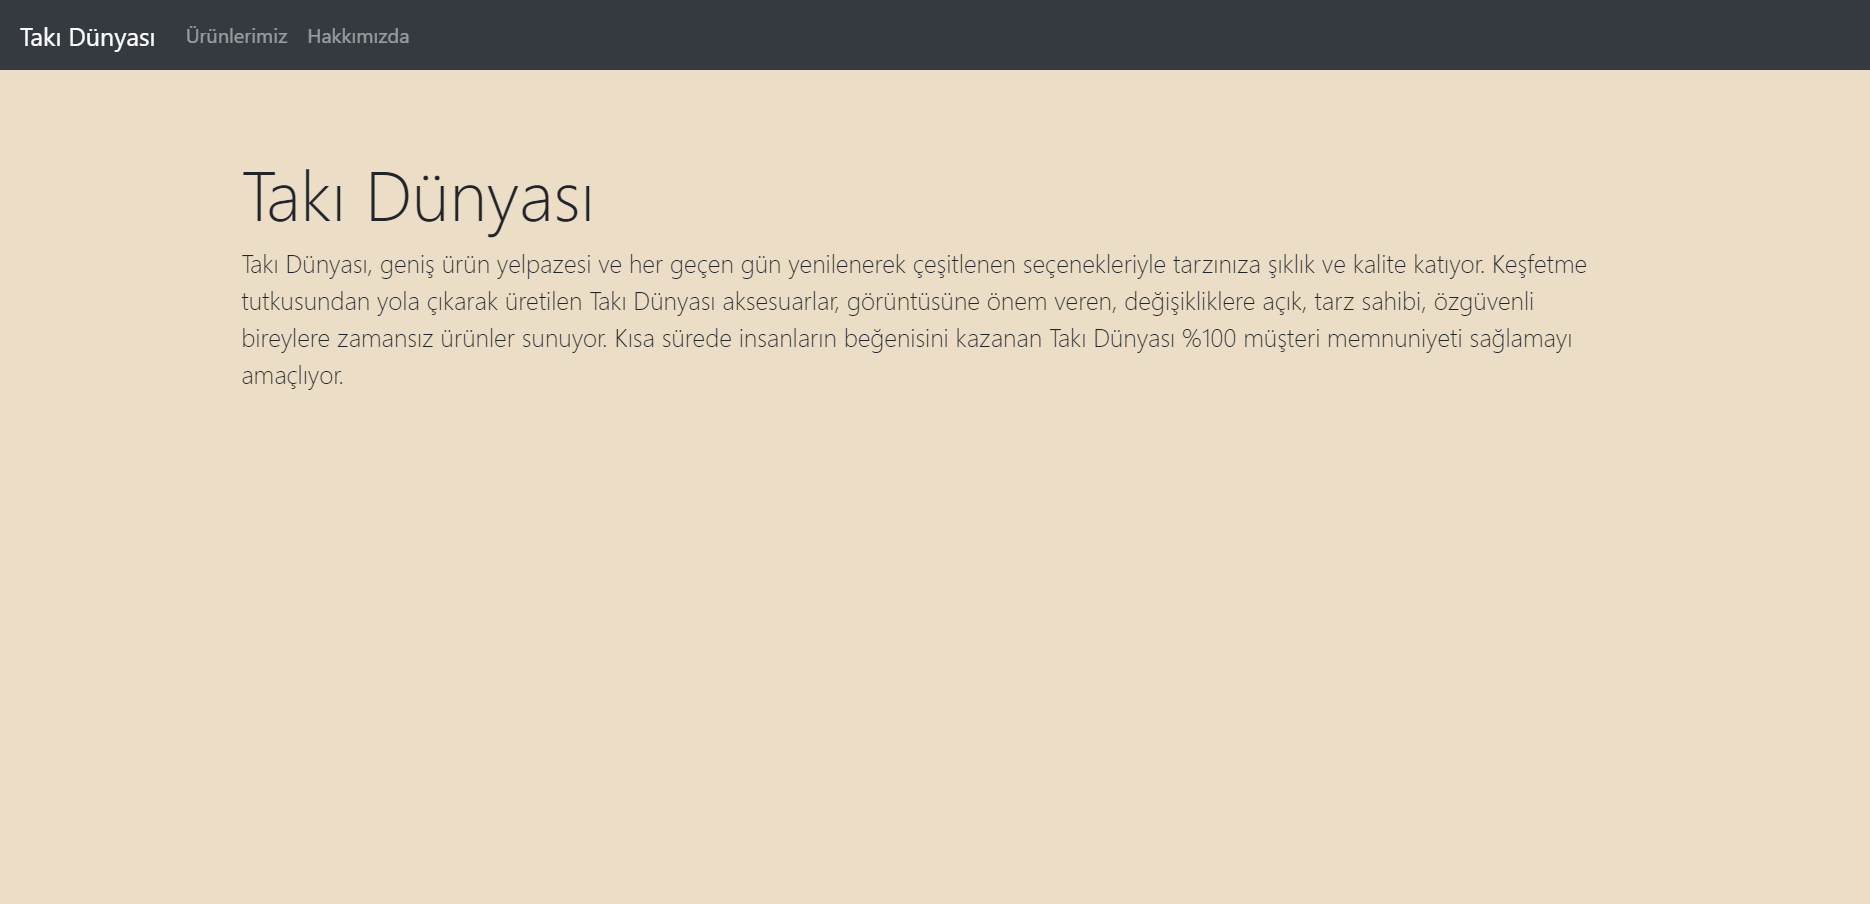 Takı Dünyası Ürünlerimiz Hakkımızda
Takı Dünyası
Takı Dünyası, geniş ürün yelpazesi ve her geçen gün yenilenerek çeşitlenen seçenekleriyle tarzınıza şıklık ve kalite katıyor. Keşfetme
tutkusundan yola çıkarak üretilen Takı Dünyası aksesuarlar, görüntüsüne önem veren, değişikliklere açık, tarz sahibi, özgüvenli
bireylere zamansız ürünler sunuyor. Kısa sürede insanların beğenisini kazanan Takı Dünyası %100 müşteri memnuniyeti sağlamayı
amaçlıyor.